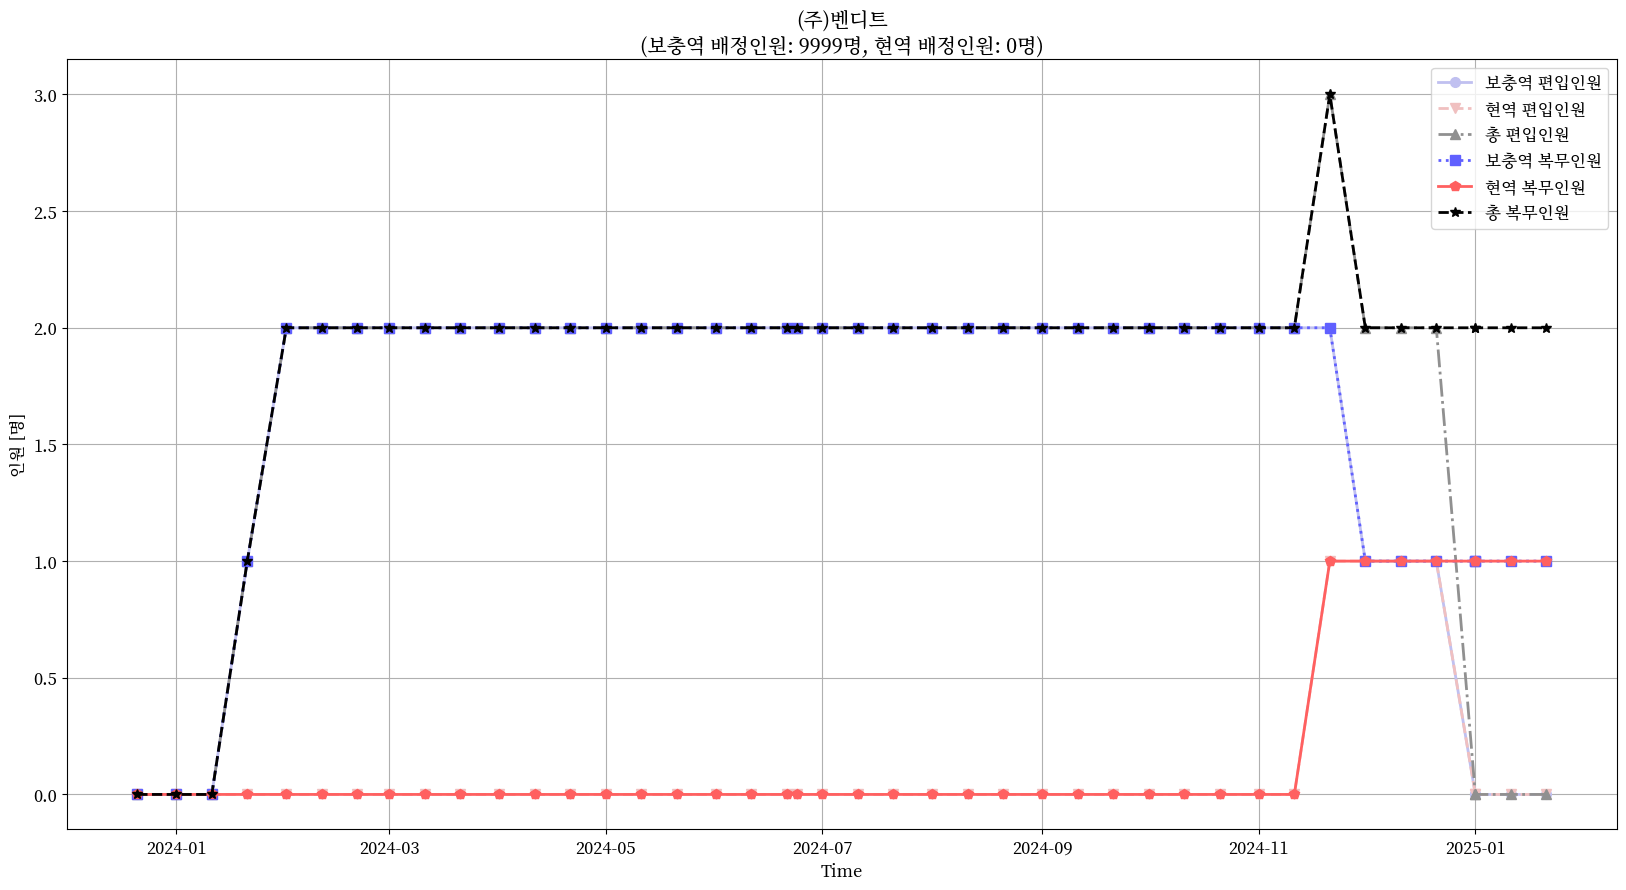 (주)벤디트
(보충역 배정인원: 9999명, 현역 배정인원: 0명)
인원 [명]
3.0
2.5
2.0
1.5
1.0
0.5
0.0
보충역 편입인원
현역 편입인원
총 편입인원
보충역 복무인원
현역 복무인원
총 복무인원
2024-01
2024-03
2024-05
2024-07
2024-09
2024-11
2025-01
Time